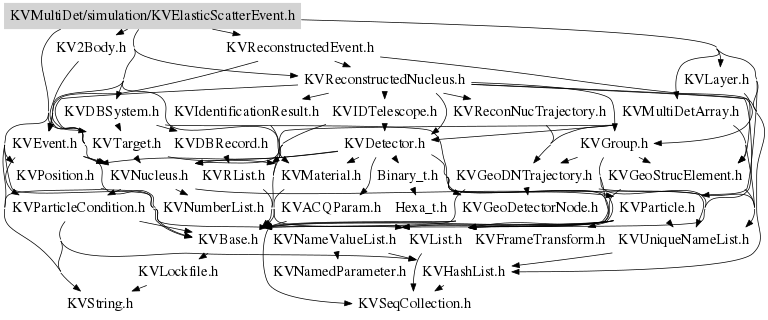 KVMultiDet/simulation/KVElasticScatterEvent.h
KV2Body.h KVReconstructedEvent.h
KVReconstructedNucleus.h KVLayer.h
KVDBSystem.h KVIdentificationResult.h KVIDTelescope.h KVReconNucTrajectory.h KVMultiDetArray.h
KVEvent.h KVTarget.h KVDBRecord.h KVDetector.h KVGroup.h
KVPosition.h KVNucleus.h KVRList.h KVMaterial.h Binary_t.h KVGeoDNTrajectory.h KVGeoStrucElement.h
KVParticleCondition.h KVNumberList.h KVACQParam.h Hexa_t.h KVGeoDetectorNode.h KVParticle.h
KVBase.h KVNameValueList.h KVList.h KVFrameTransform.h KVUniqueNameList.h
KVLockfile.h KVNamedParameter.h KVHashList.h
KVString.h KVSeqCollection.h